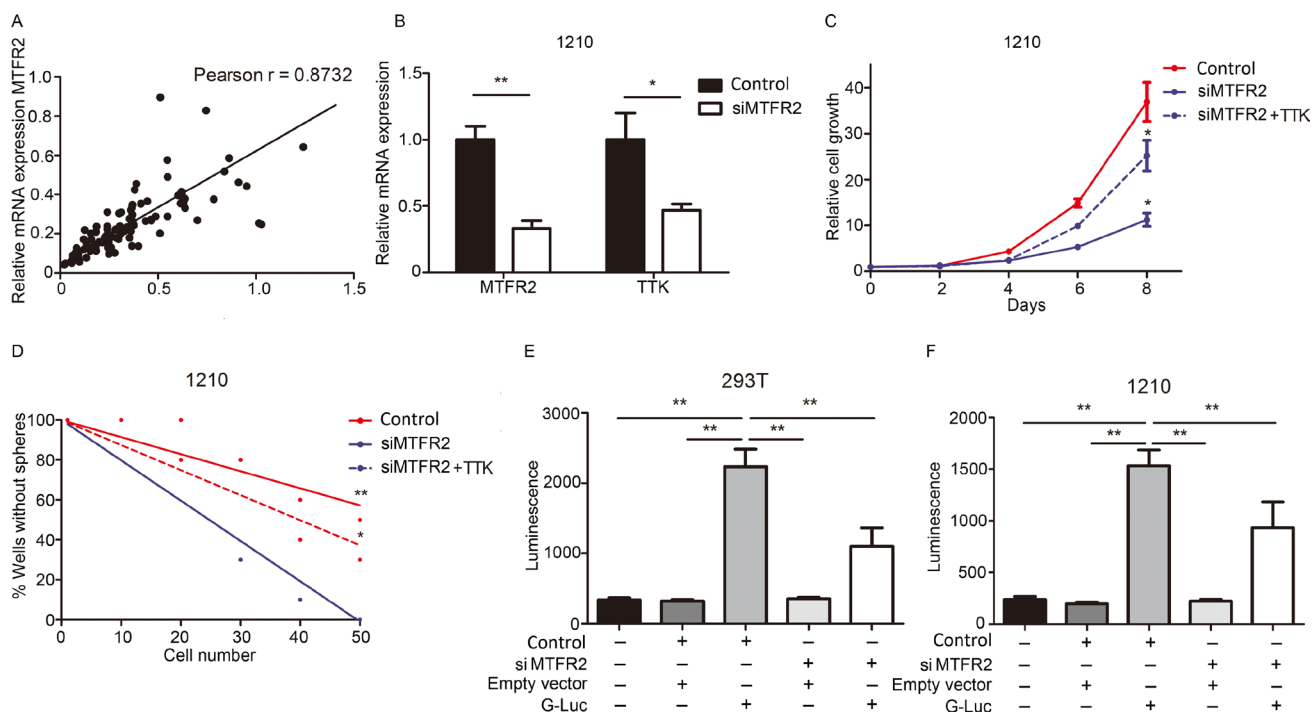 A
Relative mRNA expression MTFR2
Pearson r = 0.8732
1.0
0.8
0.6
0.4
0.2
0.0
0
0.5
1.0
1.5
B
1210
Relative mRNA expression
**
*
Control
siMTFR2
1.5
1.0
0.5
0
MTFR2
TTK
C
1210
Relative cell growth
Control
siMTFR2
siMTFR2+TTK
40
30
20
10
0
*
*
0
2
4
6
8
Days
D
1210
% Wells without spheres
100
80
60
40
20
0
Control
siMTFR2
siMTFR2+TTK
**
*
0
10
20
30
40
50
Cell number
E
293T
Luminescence
3000
2000
1000
0
** **
** **
Control − + + − −
siMTFR2 − − − + +
Empty vector − + − + −
G-Luc − − + − +
F
1210
Luminescence
2000
1500
1000
500
0
** **
** **
Control − + + − −
siMTFR2 − − − + +
Empty vector − + − + −
G-Luc − − + − +